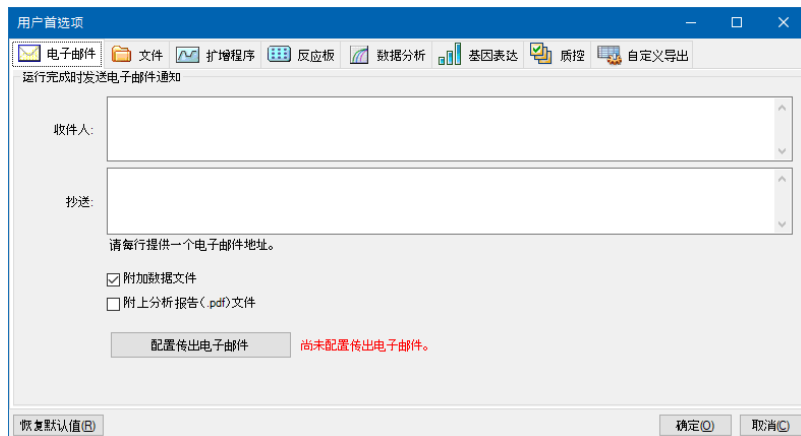 用户首选项
电子邮件 文件 扩增程序 反应板 数据分析 基因表达 质控 自定义导出
运行完成时发送电子邮件通知
收件人:
抄送:
请每行提供一个电子邮件地址。
附加数据文件
附上分析报告(.pdf)文件
配置传出电子邮件 尚未配置传出电子邮件。
恢复默认值(R) 确定(O) 取消(C)